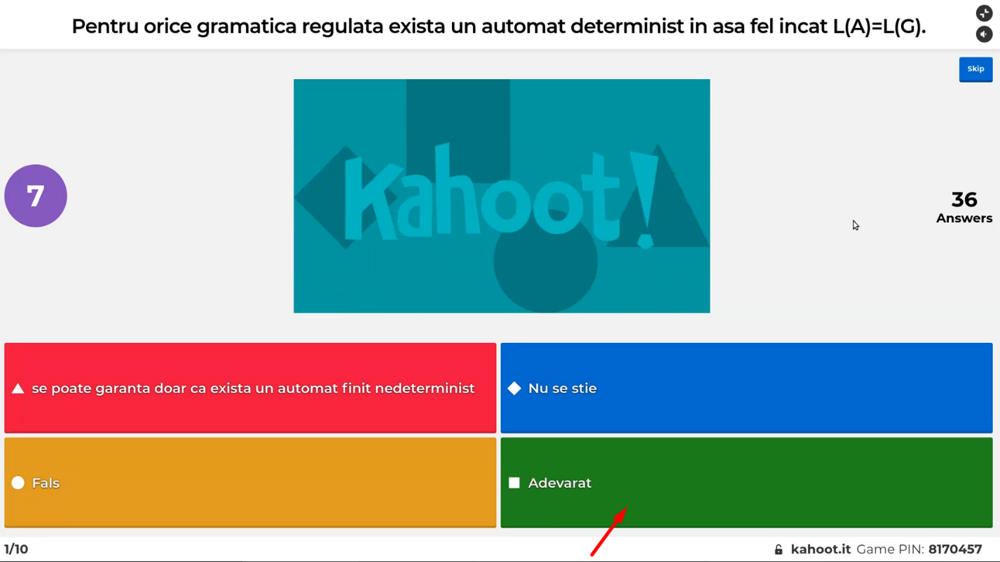 Pentru orice gramatica regulata exista un automat determinist in asa fel incat L(A)=L(G).
Skip
Kahoot!
7
36
Answers
se poate garanta doar ca exista un automat finit nedeterminist
Nu se stie
Fals
Adevarat
1/10
kahoot.it Game PIN: 8170457